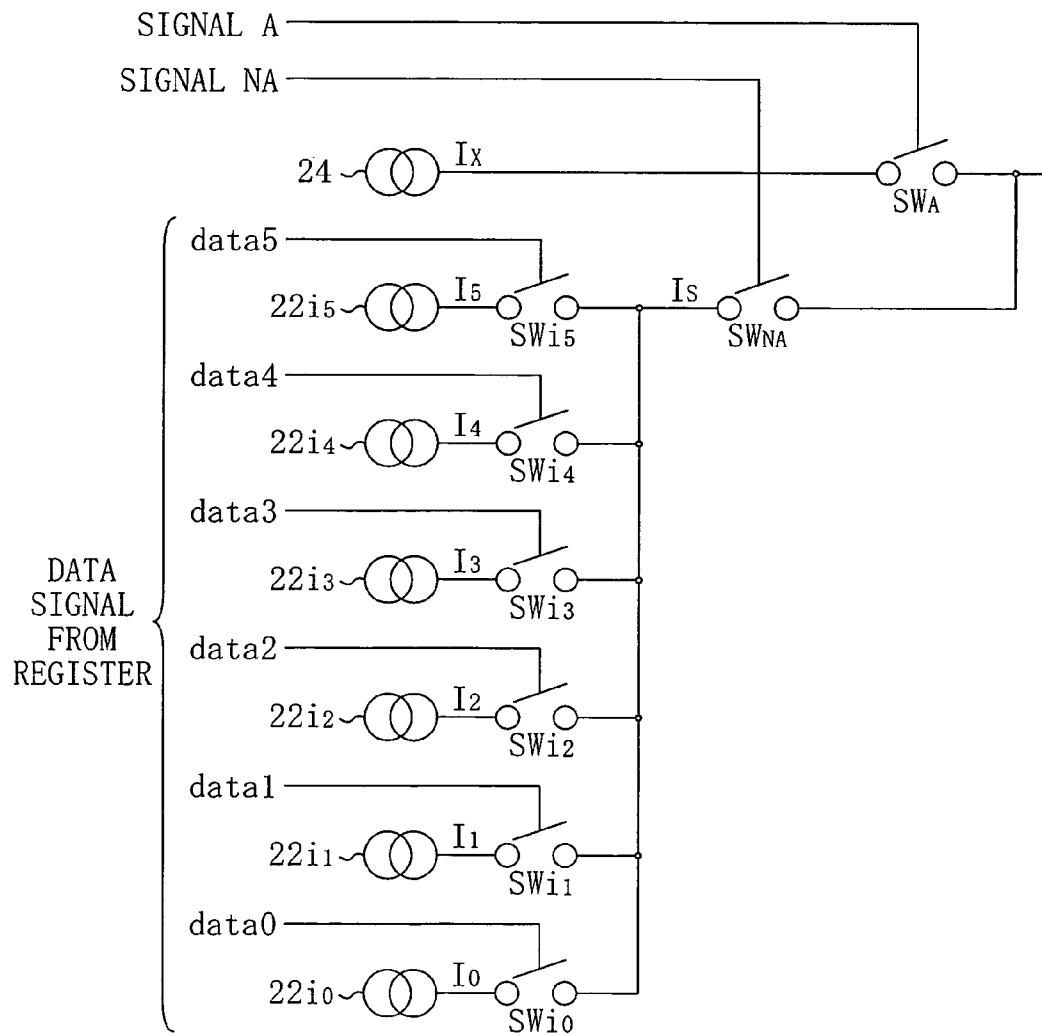 SIGNAL A
SIGNAL NA
24
IX
SWA
data5
22i5
I5
SWi5
IS
SWNA
data4
22i4
I4
SWi4
data3
22i3
I3
SWi3
DATA
SIGNAL
FROM
REGISTER
data2
22i2
I2
SWi2
data1
22i1
I1
SWi1
data0
22i0
I0
SWi0